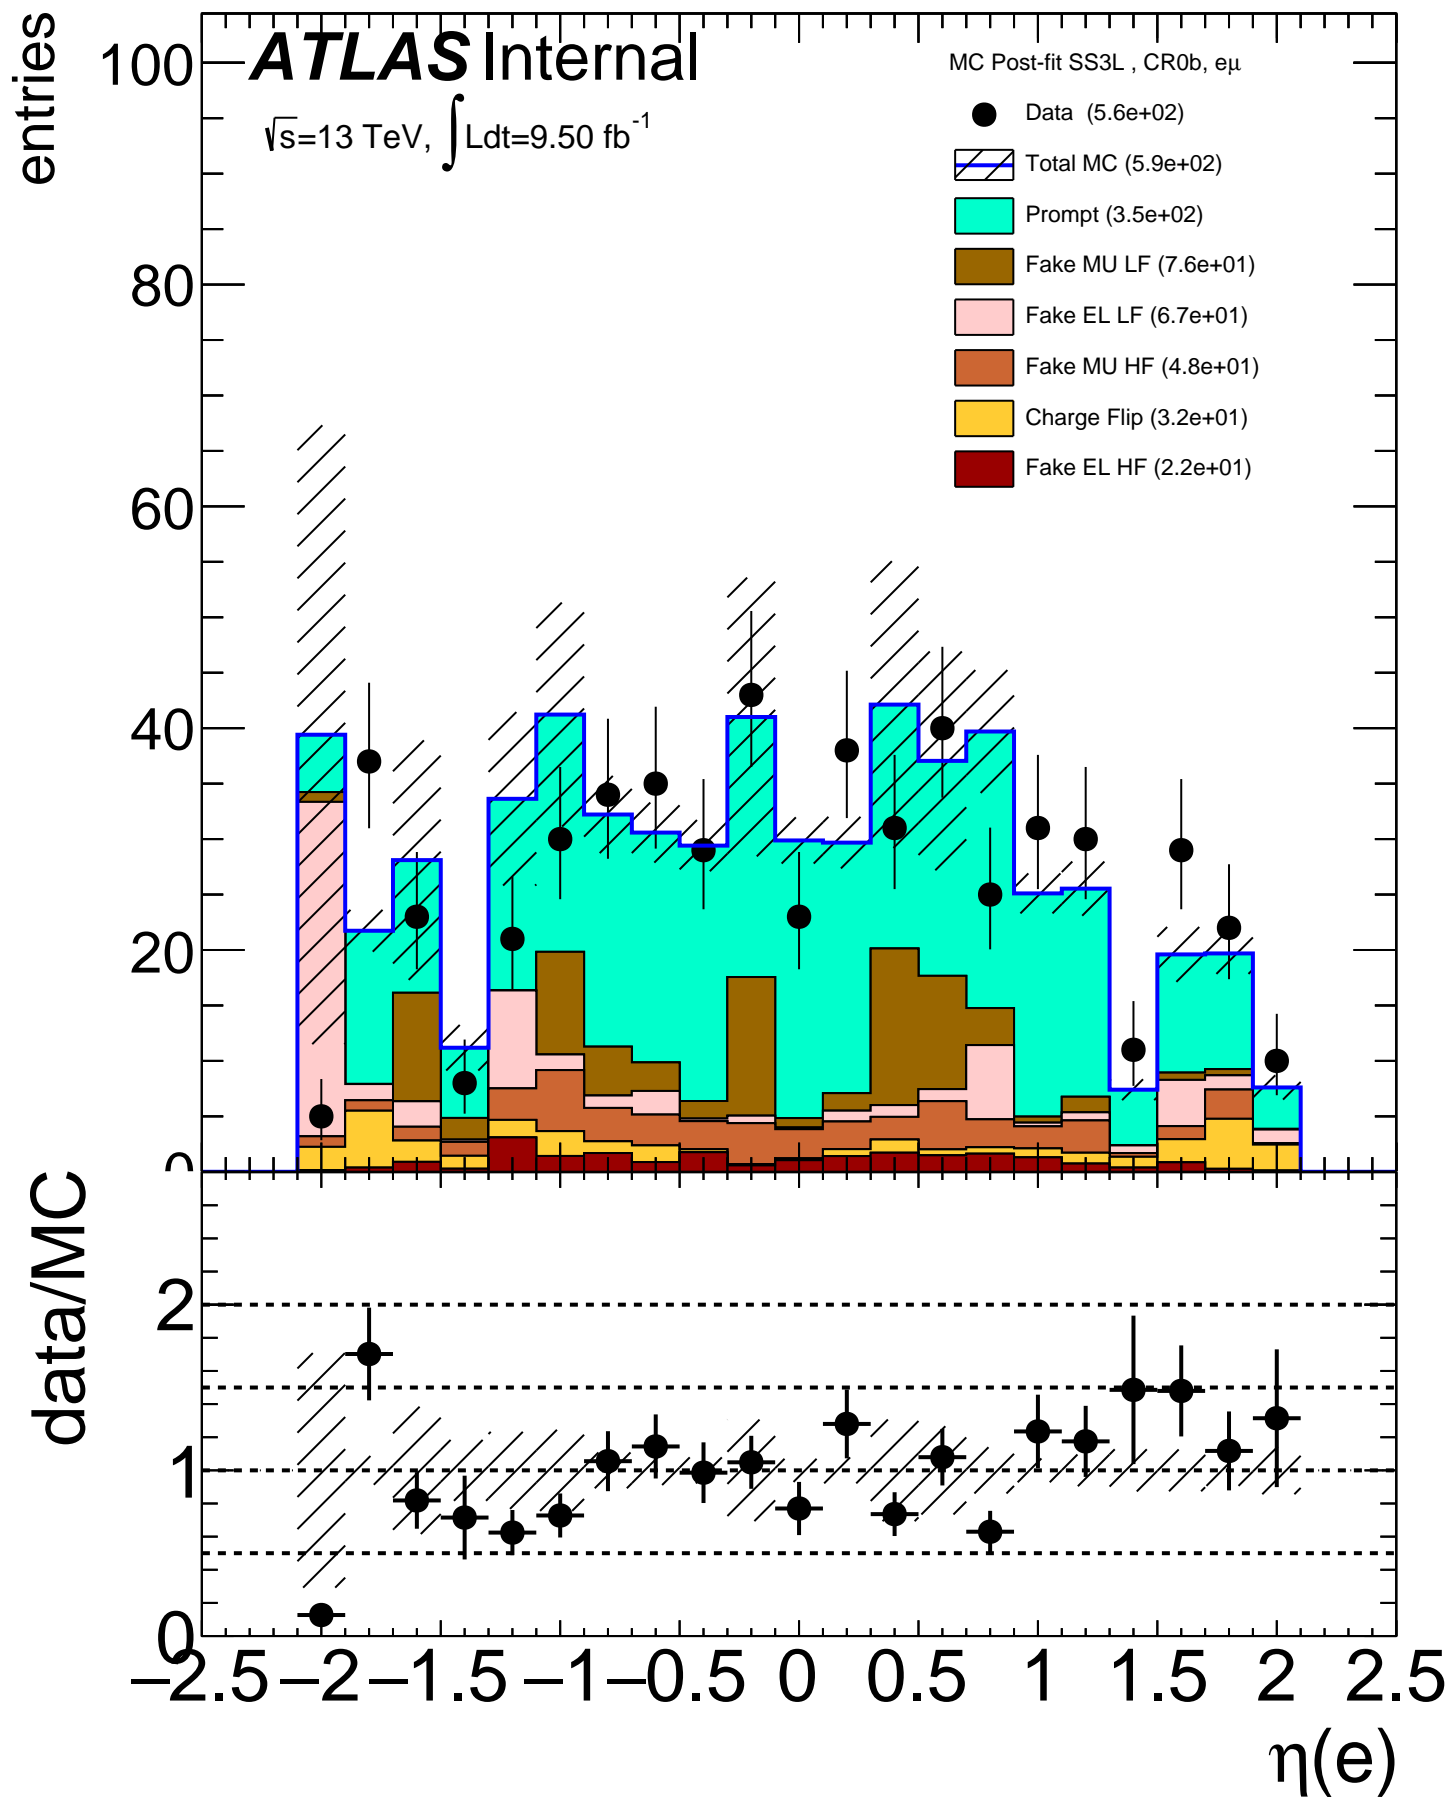 entries
100
80
60
40
20
0
ATLAS Internal
√s=13 TeV, ∫Ldt=9.50 fb⁻¹
MC Post-fit SS3L , CR0b, eμ
Data (5.6e+02)
Total MC (5.9e+02)
Prompt (3.5e+02)
Fake MU LF (7.6e+01)
Fake EL LF (6.7e+01)
Fake MU HF (4.8e+01)
Charge Flip (3.2e+01)
Fake EL HF (2.2e+01)
data/MC
2
1
0
−2.5 −2 −1.5 −1 −0.5 0 0.5 1 1.5 2 2.5
η(e)